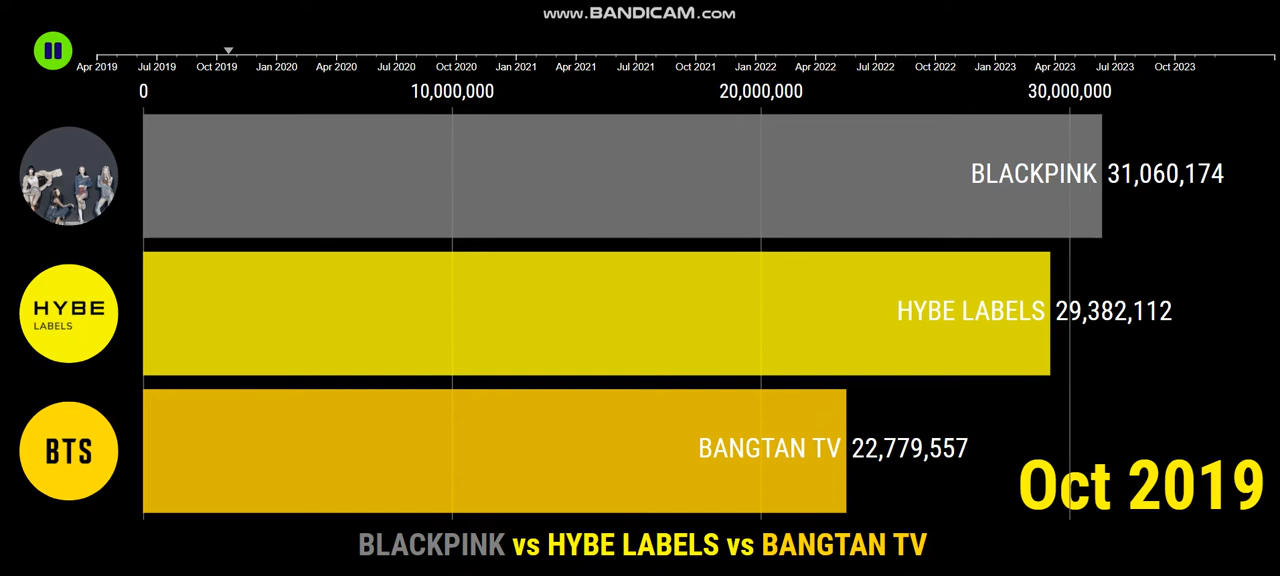 www.BANDICAM.com
Apr 2019 Jul 2019 Oct 2019 Jan 2020 Apr 2020 Jul 2020 Oct 2020 Jan 2021 Apr 2021 Jul 2021 Oct 2021 Jan 2022 Apr 2022 Jul 2022 Oct 2022 Jan 2023 Apr 2023 Jul 2023 Oct 2023
0 10,000,000 20,000,000 30,000,000
BLACKPINK 31,060,174
HYBE
LABELS
HYBE LABELS 29,382,112
BTS
BANGTAN TV 22,779,557
Oct 2019
BLACKPINK vs HYBE LABELS vs BANGTAN TV